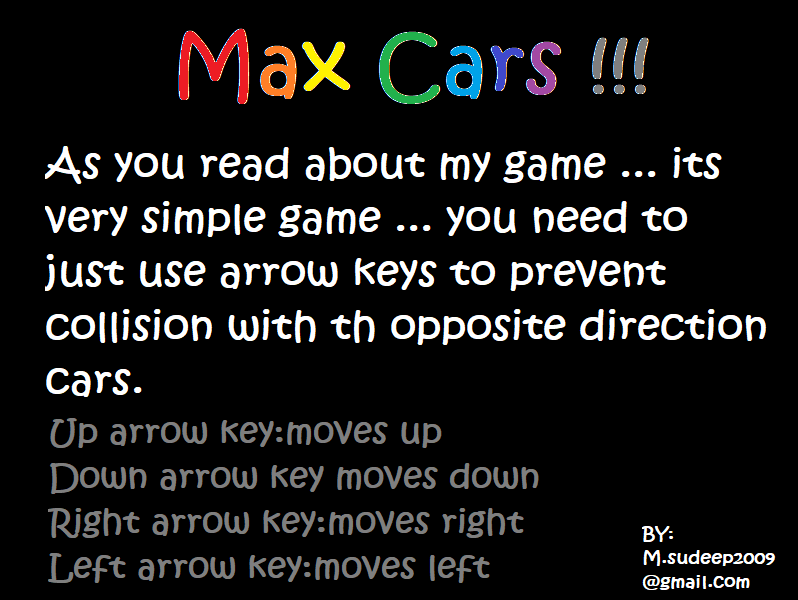 Max Cars !!!
As you read about my game ... its
very simple game ... you need to
just use arrow keys to prevent
collision with th opposite direction
cars.
Up arrow key:moves up
Down arrow key moves down
Right arrow key:moves right
Left arrow key:moves left
BY:
M.sudeep2009
@gmail.com